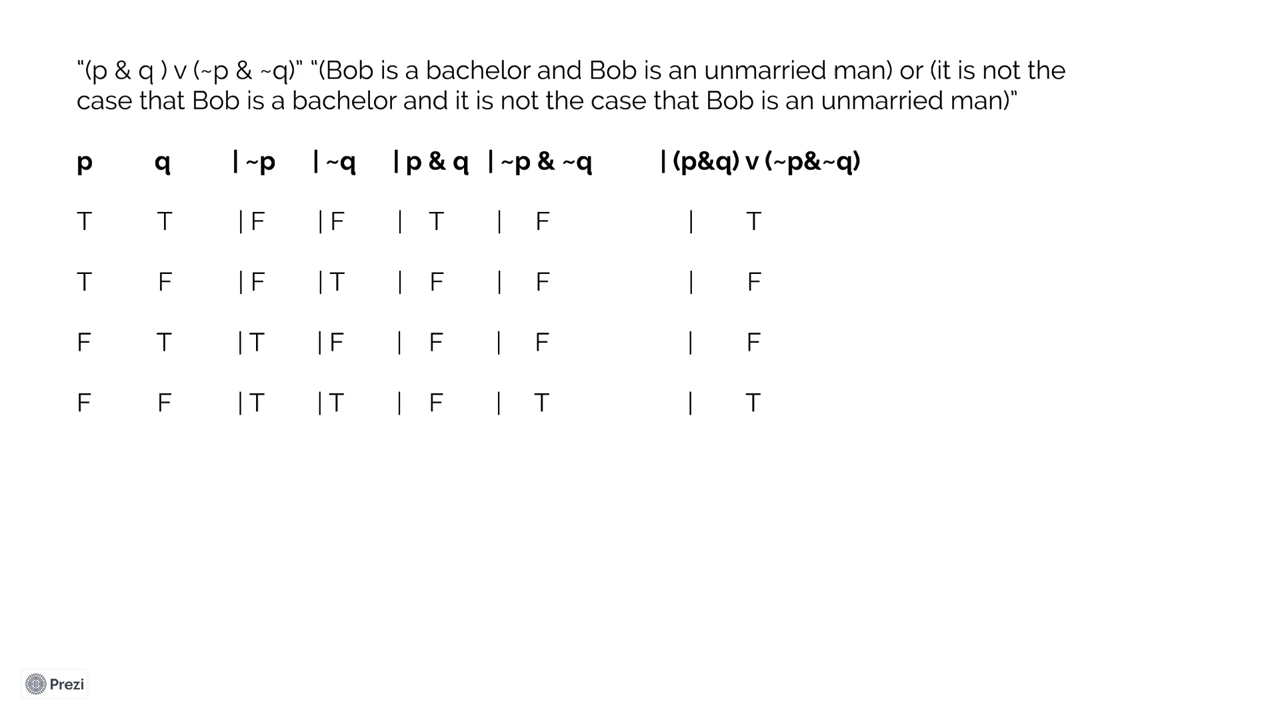 “(p & q ) v (~p & ~q)” “(Bob is a bachelor and Bob is an unmarried man) or (it is not the
case that Bob is a bachelor and it is not the case that Bob is an unmarried man)”
p q | ~p | ~q | p & q | ~p & ~q | (p&q) v (~p&~q)
T T | F | F | T | F | T
T F | F | T | F | F | F
F T | T | F | F | F | F
F F | T | T | F | T | T
Prezi